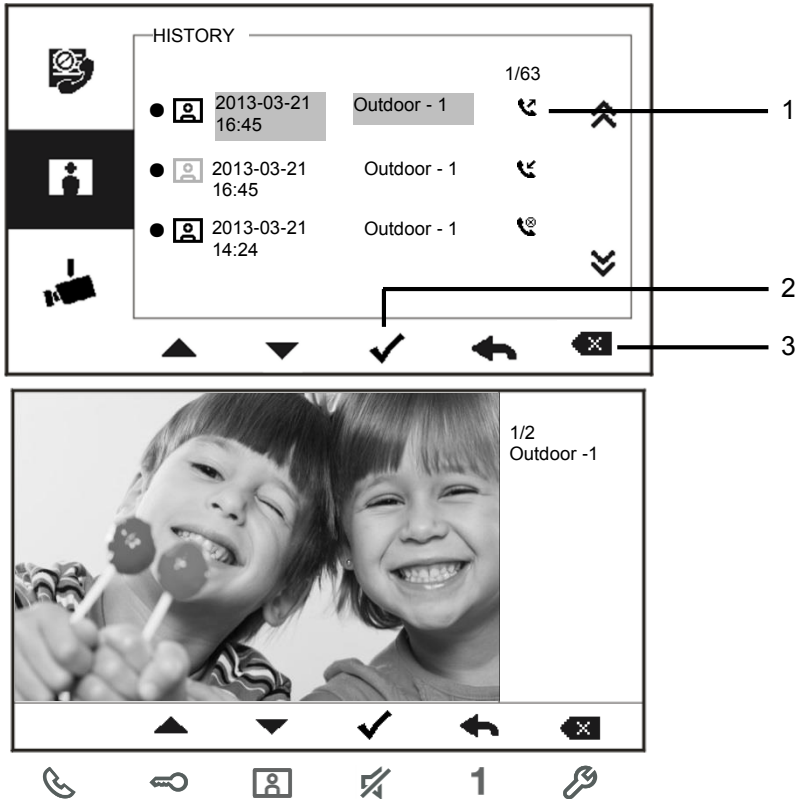 HISTORY
1/63
2013-03-21 Outdoor - 1
16:45
1
2013-03-21 Outdoor - 1
16:45
2013-03-21 Outdoor - 1
14:24
2
3
1/2
Outdoor -1
1